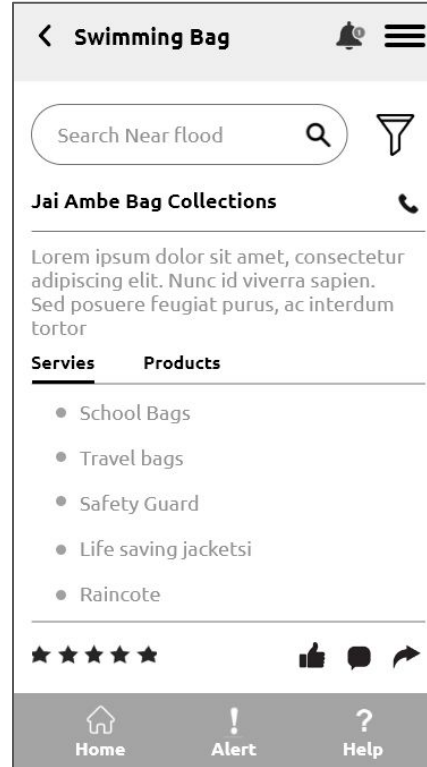 Swimming Bag
Search Near flood
Jai Ambe Bag Collections
Lorem ipsum dolor sit amet, consectetur
adipiscing elit. Nunc id viverra sapien.
Sed posuere feugiat purus, ac interdum
tortor
Servies Products
School Bags
Travel bags
Safety Guard
Life saving jacketsi
Raincote
Home Alert Help